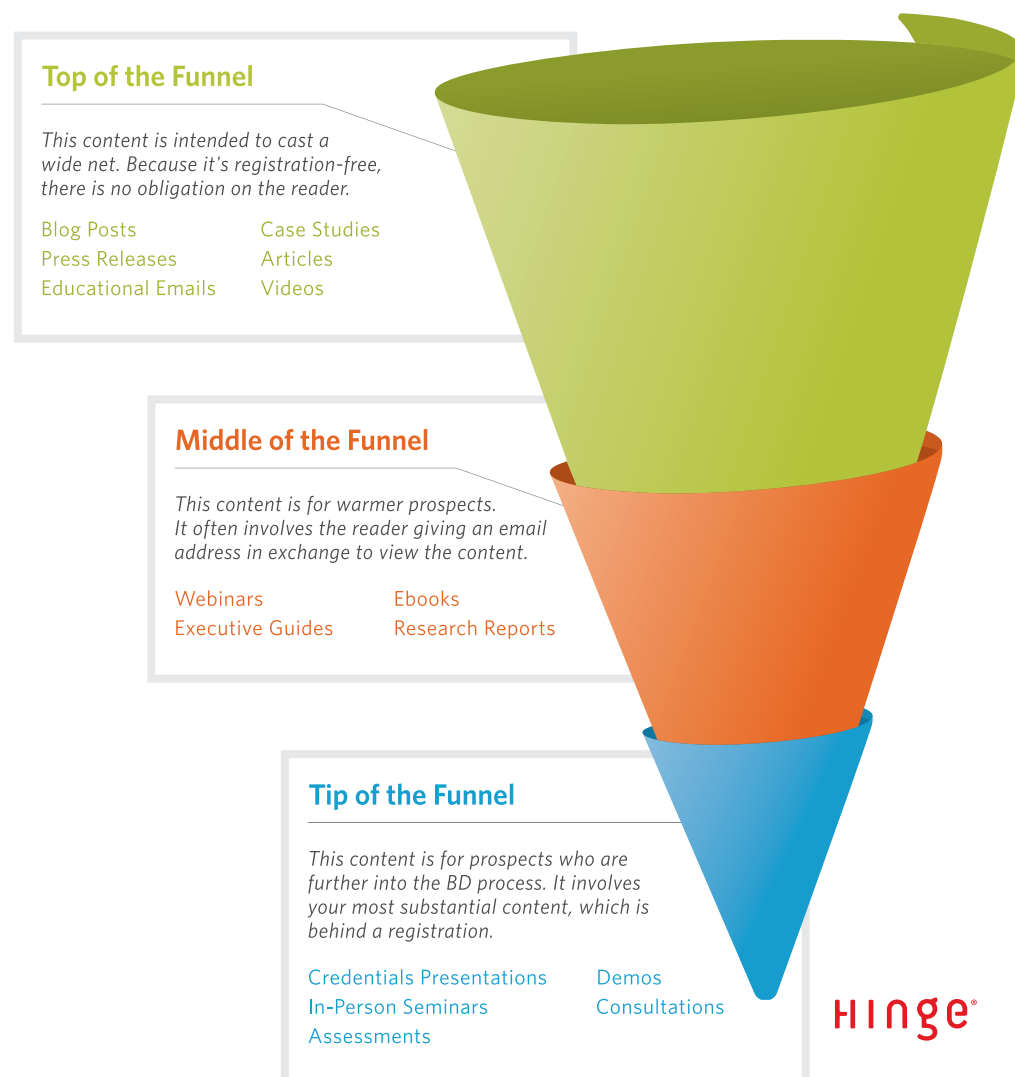 Top of the Funnel
This content is intended to cast a
wide net. Because it's registration-free,
there is no obligation on the reader.
Blog Posts
Press Releases
Educational Emails
Case Studies
Articles
Videos
Middle of the Funnel
This content is for warmer prospects.
It often involves the reader giving an email
address in exchange to view the content.
Webinars
Executive Guides
Ebooks
Research Reports
Tip of the Funnel
This content is for prospects who are
further into the BD process. It involves
your most substantial content, which is
behind a registration.
Credentials Presentations
In-Person Seminars
Assessments
Demos
Consultations
Hinge®